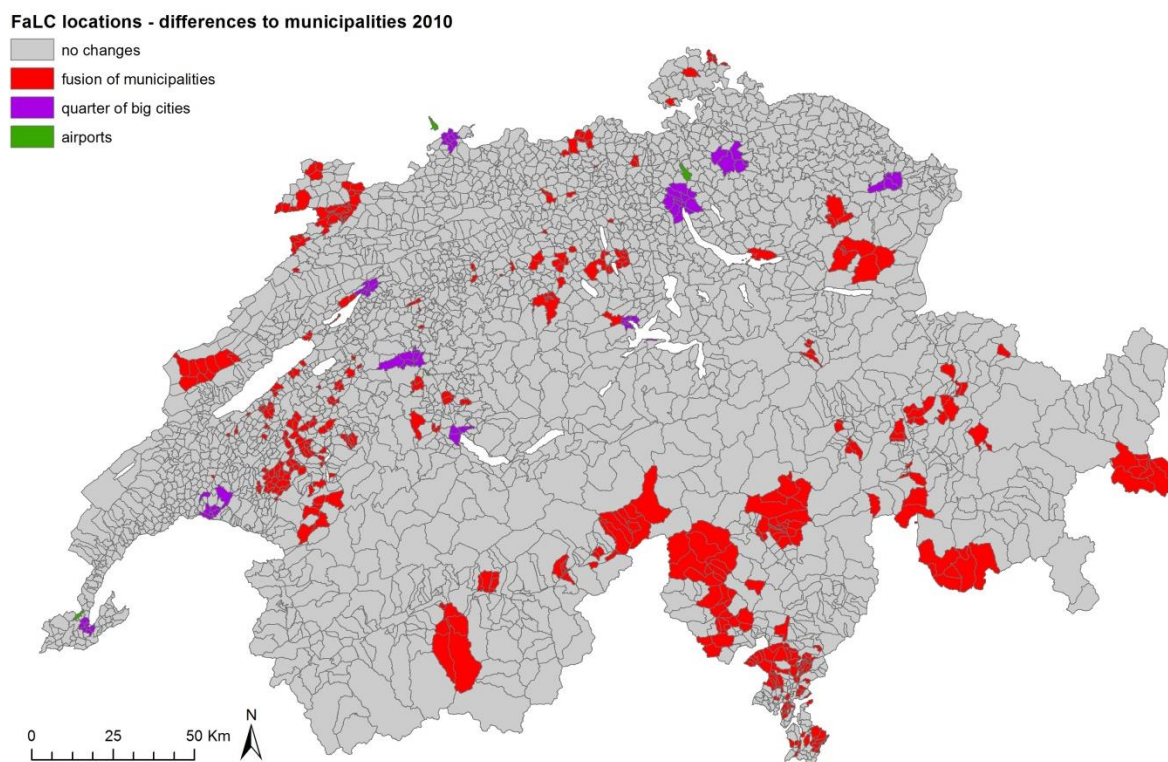 FaLC locations - differences to municipalities 2010
no changes
fusion of municipalities
quarter of big cities
airports
0 25 50 Km
N